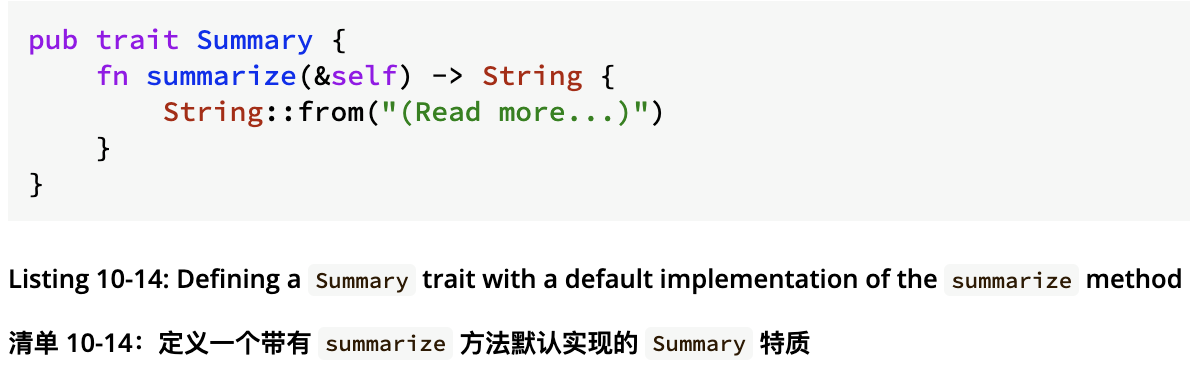 pub trait Summary {
    fn summarize(&self) -> String {
        String::from("(Read more...)")
    }
}
Listing 10-14: Defining a Summary trait with a default implementation of the summarize method
清单 10-14：定义一个带有 summarize 方法默认实现的 Summary 特质